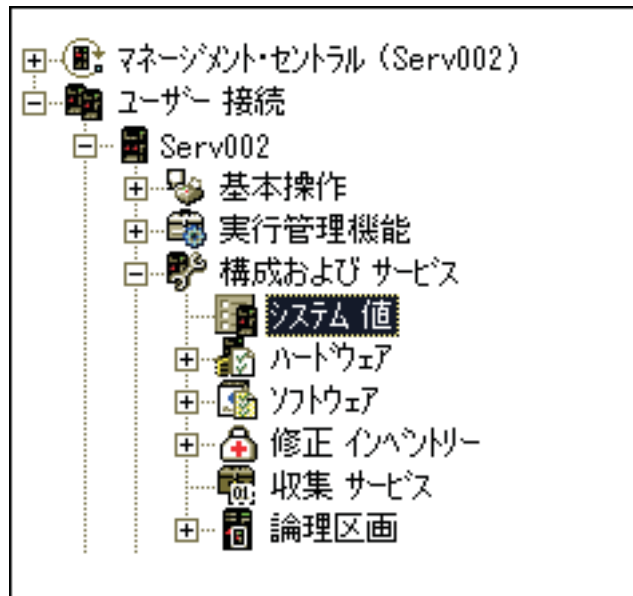 マネージメント・セントラル (Serv002)
ユーザー 接続
Serv002
基本操作
実行管理機能
構成および サービス
システム 値
ハードウェア
ソフトウェア
修正 インベントリー
収集 サービス
論理区画